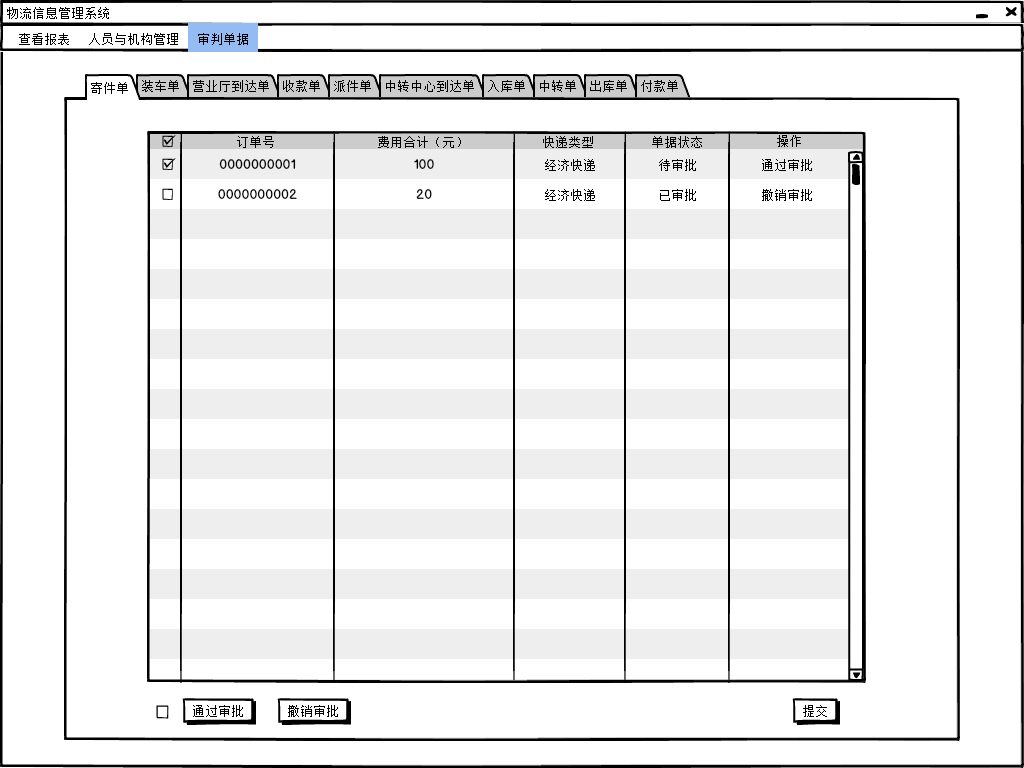 物流信息管理系统
查看报表 人员与机构管理 审判单据
寄件单 装车单 营业厅到达单 收款单 派件单 中转中心到达单 入库单 中转单 出库单 付款单
订单号 费用合计（元） 快递类型 单据状态 操作
0000000001 100 经济快递 待审批 通过审批
0000000002 20 经济快递 已审批 撤销审批
通过审批 撤销审批 提交